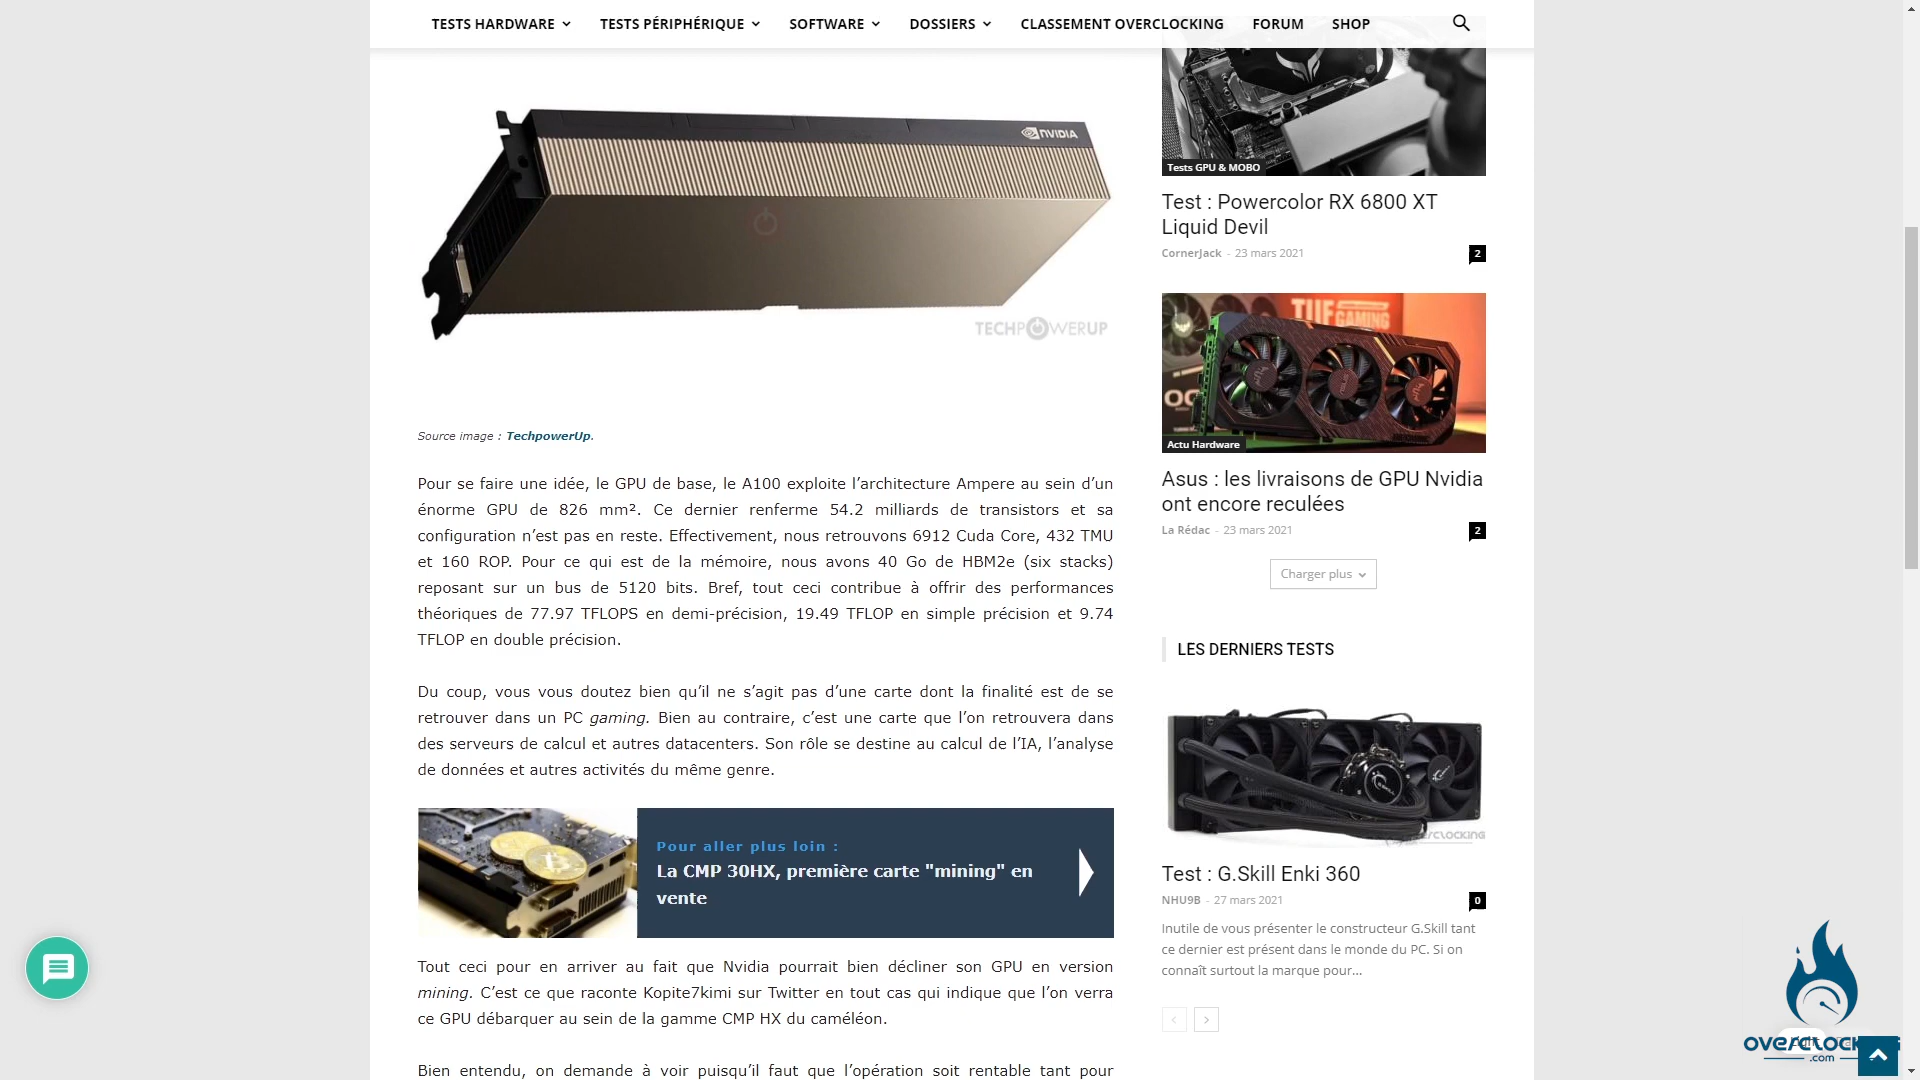 TESTS HARDWARE
TESTS PÉRIPHÉRIQUE
SOFTWARE
DOSSIERS
CLASSEMENT OVERCLOCKING
FORUM
SHOP
NVIDIA
TECHPOWERUP
Source image : TechpowerUp.
Pour se faire une idée, le GPU de base, le A100 exploite l’architecture Ampere au sein d’un
énorme GPU de 826 mm². Ce dernier renferme 54.2 milliards de transistors et sa
configuration n’est pas en reste. Effectivement, nous retrouvons 6912 Cuda Core, 432 TMU
et 160 ROP. Pour ce qui est de la mémoire, nous avons 40 Go de HBM2e (six stacks)
reposant sur un bus de 5120 bits. Bref, tout ceci contribue à offrir des performances
théoriques de 77.97 TFLOPS en demi-précision, 19.49 TFLOP en simple précision et 9.74
TFLOP en double précision.
Du coup, vous vous doutez bien qu’il ne s’agit pas d’une carte dont la finalité est de se
retrouver dans un PC gaming. Bien au contraire, c’est une carte que l’on retrouvera dans
des serveurs de calcul et autres datacenters. Son rôle se destine au calcul de l’IA, l’analyse
de données et autres activités du même genre.
Pour aller plus loin :
La CMP 30HX, première carte "mining" en
vente
Tout ceci pour en arriver au fait que Nvidia pourrait bien décliner son GPU en version
mining. C’est ce que raconte Kopite7kimi sur Twitter en tout cas qui indique que l’on verra
ce GPU débarquer au sein de la gamme CMP HX du caméléon.
Bien entendu, on demande à voir puisqu’il faut que l’opération soit rentable tant pour
Tests GPU & MOBO
Test : Powercolor RX 6800 XT
Liquid Devil
CornerJack - 23 mars 2021
2
TUF
GAMING
Actu Hardware
Asus : les livraisons de GPU Nvidia
ont encore reculées
La Rédac - 23 mars 2021
2
Charger plus
LES DERNIERS TESTS
Test : G.Skill Enki 360
NHU9B - 27 mars 2021
0
Inutile de vous présenter le constructeur G.Skill tant
ce dernier est présent dans le monde du PC. Si on
connaît surtout la marque pour...
OVERCLOCKING
.com